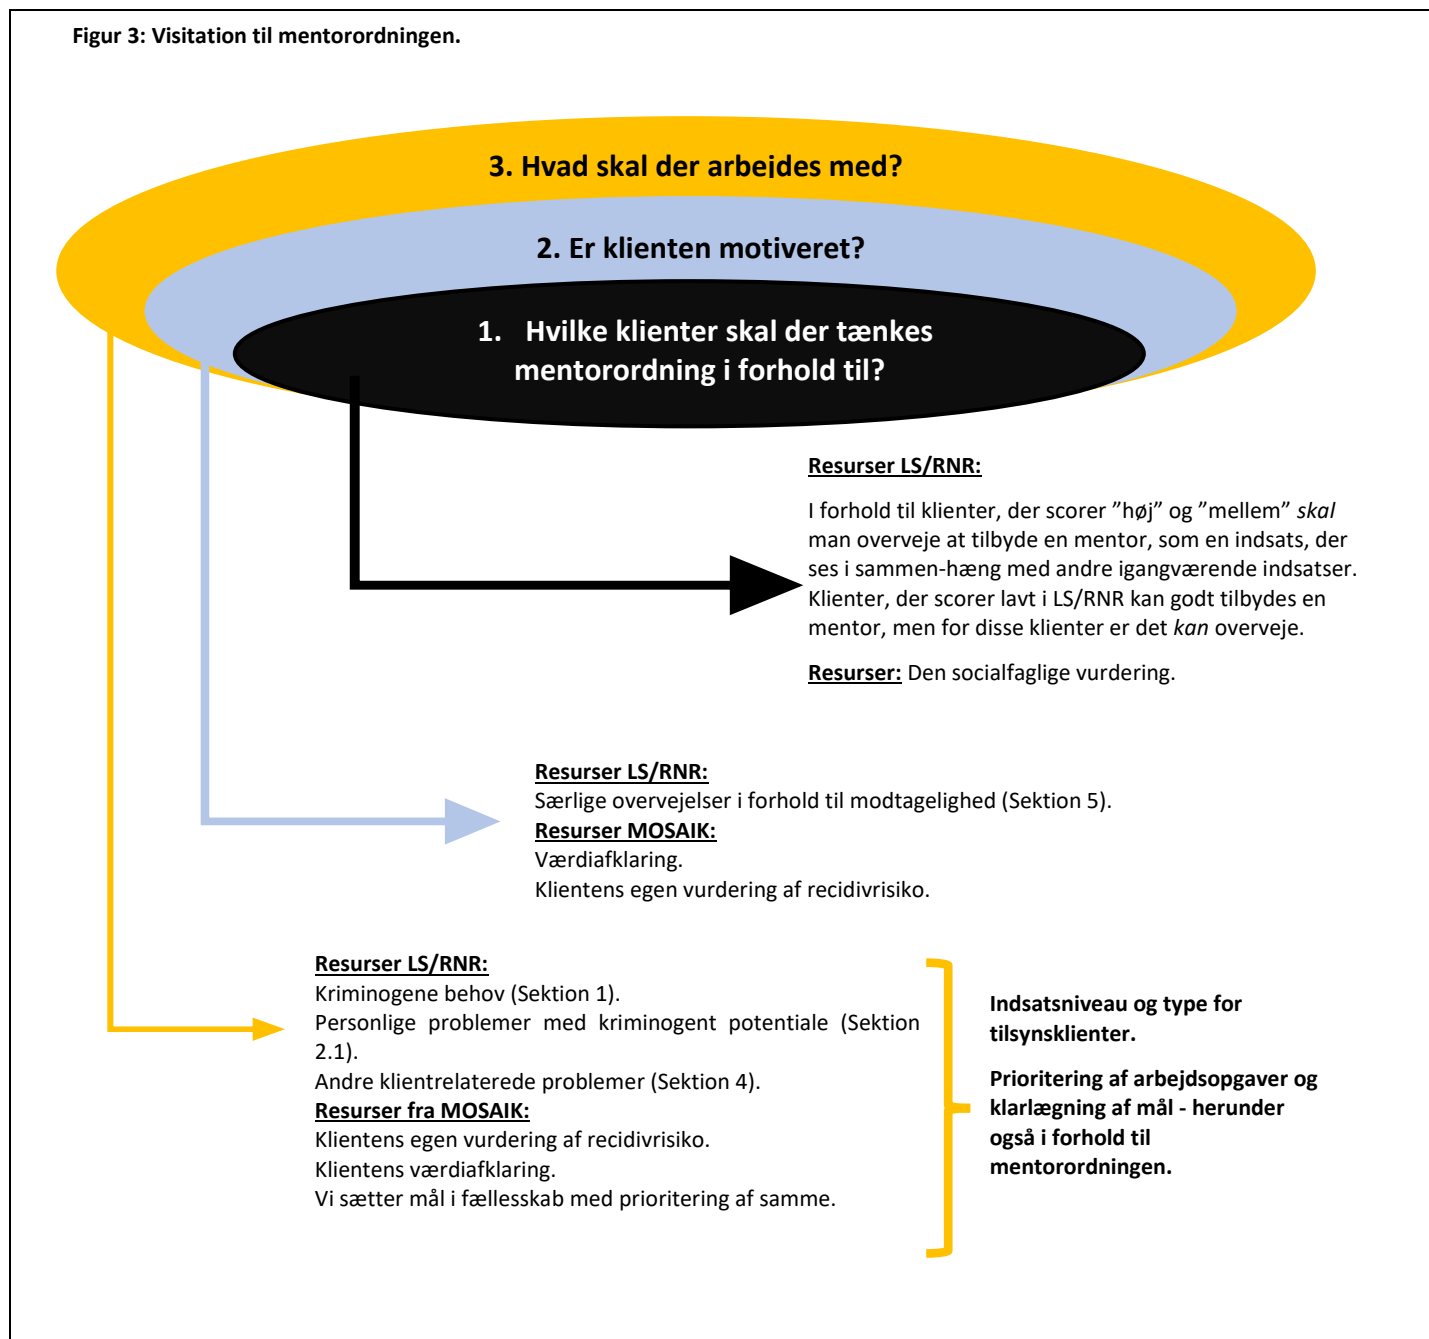 Figur 3: Visitation til mentorordningen.
3. Hvad skal der arbejdes med?
2. Er klienten motiveret?
1. Hvilke klienter skal der tænkes
mentorordning i forhold til?
Resurser LS/RNR:
I forhold til klienter, der scorer ”høj” og ”mellem” skal
man overveje at tilbyde en mentor, som en indsats, der
ses i sammen-hæng med andre igangværende indsatser.
Klienter, der scorer lavt i LS/RNR kan godt tilbydes en
mentor, men for disse klienter er det kan overveje.
Resurser: Den socialfaglige vurdering.
Resurser LS/RNR:
Særlige overvejelser i forhold til modtagelighed (Sektion 5).
Resurser MOSAIK:
Værdiafklaring.
Klientens egen vurdering af recidivrisiko.
Resurser LS/RNR:
Kriminogene behov (Sektion 1).
Personlige problemer med kriminogent potentiale (Sektion
2.1).
Andre klientrelaterede problemer (Sektion 4).
Resurser fra MOSAIK:
Klientens egen vurdering af recidivrisiko.
Klientens værdiafklaring.
Vi sætter mål i fællesskab med prioritering af samme.
Indsatsniveau og type for
tilsynsklienter.
Prioritering af arbejdsopgaver og
klarlægning af mål - herunder
også i forhold til
mentorordningen.